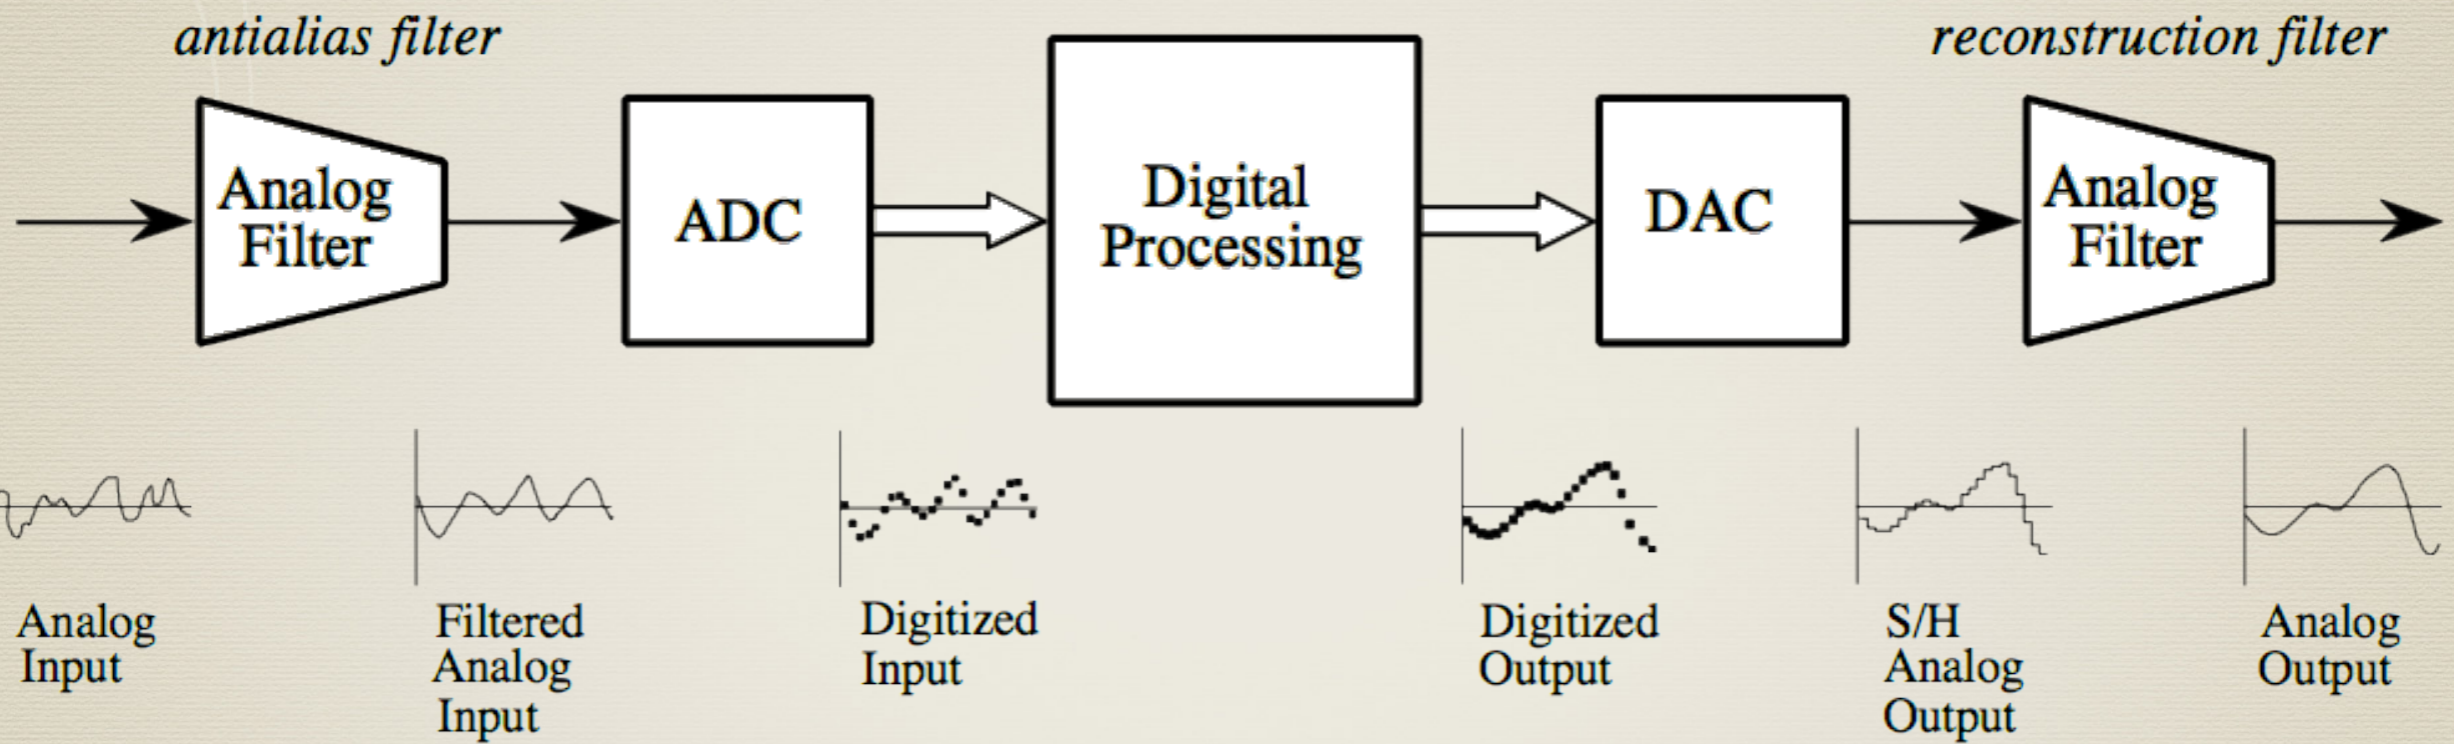 antialias filter
reconstruction filter
Analog
Filter
ADC
Digital
Processing
DAC
Analog
Filter
Analog
Input
Filtered
Analog
Input
Digitized
Input
Digitized
Output
S/H
Analog
Output
Analog
Output